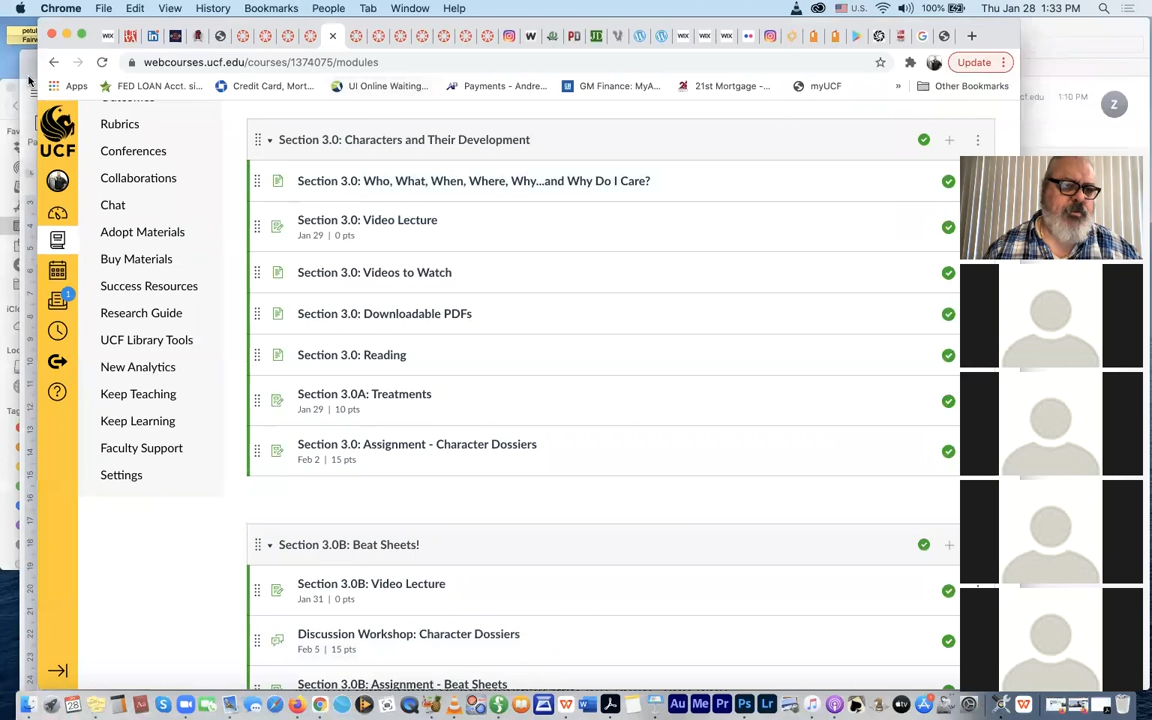 Chrome File Edit View History Bookmarks People Tab Window Help U.S. 100% Thu Jan 28 1:33 PM
webcourses.ucf.edu/courses/1374075/modules
Update
Apps FED LOAN Acct. si... Credit Card, Mort... UI Online Waiting... Payments - Andre... GM Finance: MyA... 21st Mortgage -... myUCF » Other Bookmarks
cf.edu 1:10 PM
Z
UCF
1
Rubrics
Conferences
Collaborations
Chat
Adopt Materials
Buy Materials
Success Resources
Research Guide
UCF Library Tools
New Analytics
Keep Teaching
Keep Learning
Faculty Support
Settings
Section 3.0: Characters and Their Development
Section 3.0: Who, What, When, Where, Why...and Why Do I Care?
Section 3.0: Video Lecture
Jan 29 | 0 pts
Section 3.0: Videos to Watch
Section 3.0: Downloadable PDFs
Section 3.0: Reading
Section 3.0A: Treatments
Jan 29 | 10 pts
Section 3.0: Assignment - Character Dossiers
Feb 2 | 15 pts
Section 3.0B: Beat Sheets!
Section 3.0B: Video Lecture
Jan 31 | 0 pts
Discussion Workshop: Character Dossiers
Feb 5 | 15 pts
Section 3.0B: Assignment - Beat Sheets